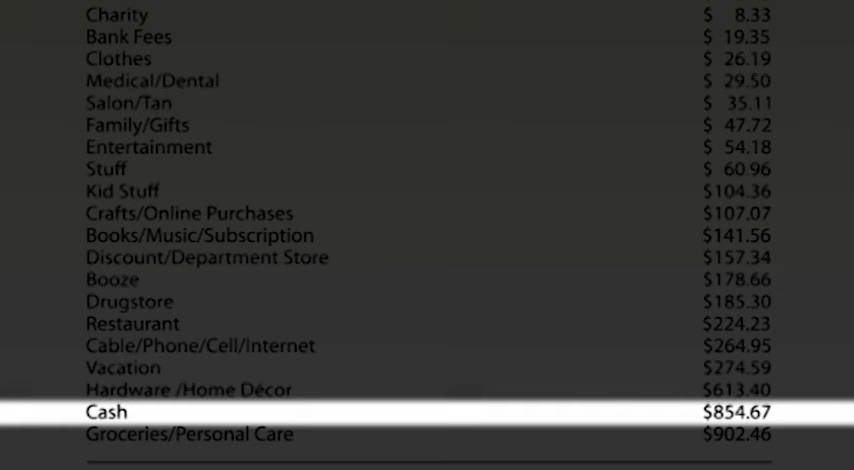 Charity $ 8.33
Bank Fees $ 19.35
Clothes $ 26.19
Medical/Dental $ 29.50
Salon/Tan $ 35.11
Family/Gifts $ 47.72
Entertainment $ 54.18
Stuff $ 60.96
Kid Stuff $104.36
Crafts/Online Purchases $107.07
Books/Music/Subscription $141.56
Discount/Department Store $157.34
Booze $178.66
Drugstore $185.30
Restaurant $224.23
Cable/Phone/Cell/Internet $264.95
Vacation $274.59
Hardware /Home Décor $613.40
Cash $854.67
Groceries/Personal Care $902.46